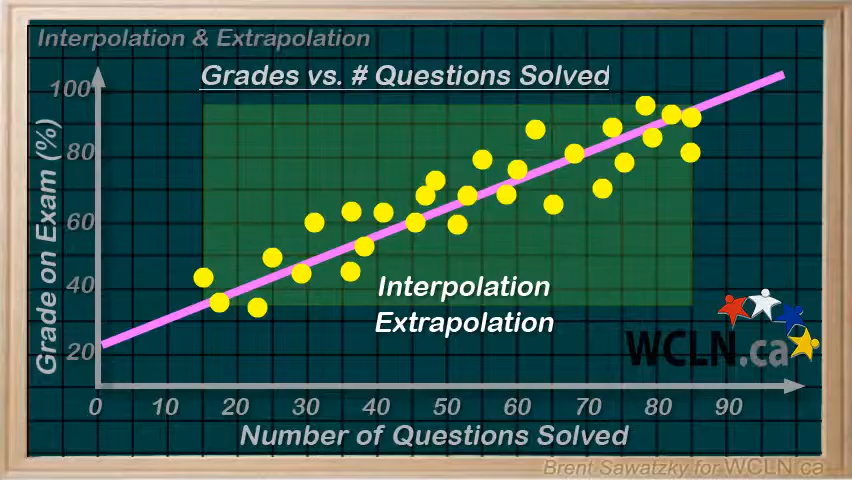 Interpolation & Extrapolation
Grades vs. # Questions Solved
Grade on Exam (%)
100
80
60
40
20
Interpolation
Extrapolation
WCLN.ca
0 10 20 30 40 50 60 70 80 90
Number of Questions Solved
Brent Sawatzky for WCLN ca